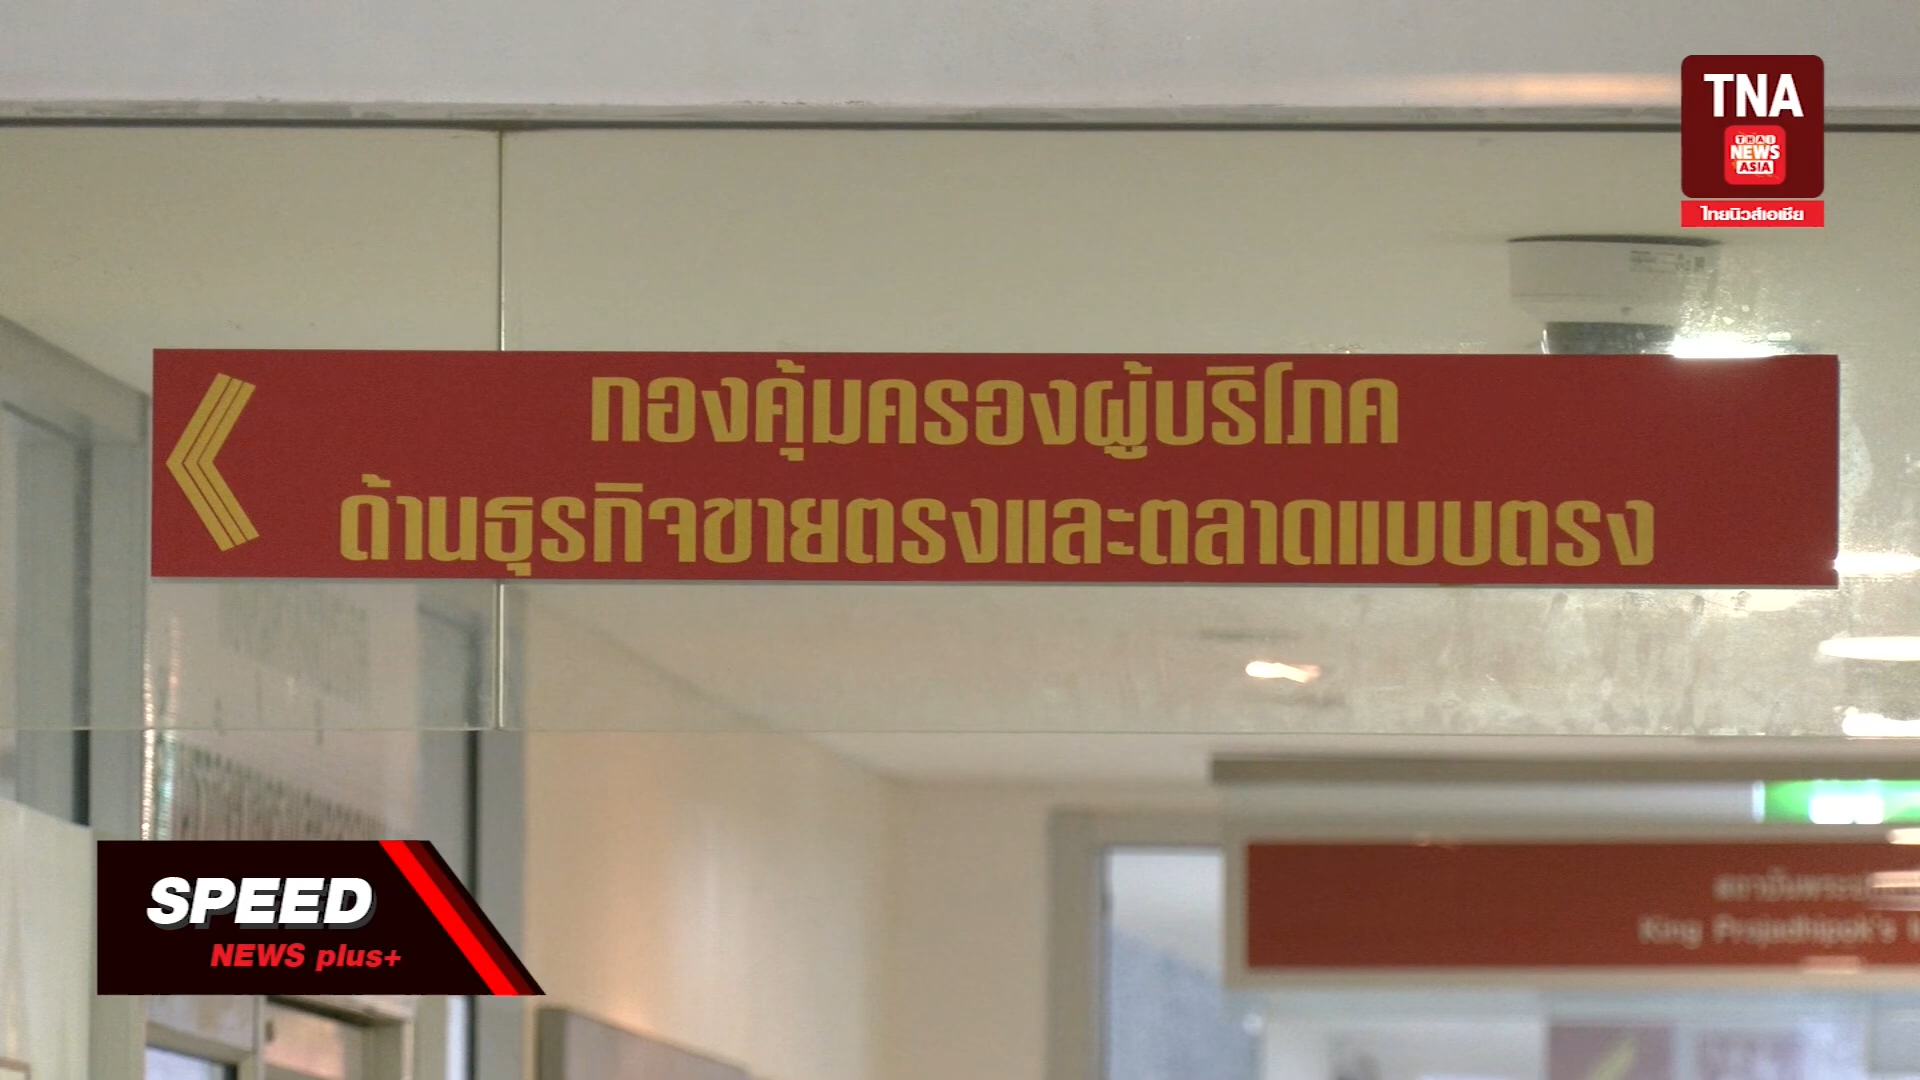 TNA
THAI
NEWS
ASIA
ไทยนิวส์เอเชีย
กองคุ้มครองผู้บริโภค
ด้านธุรกิจขายตรงและตลาดแบบตรง
King Prajadhipok's
SPEED
NEWS plus+